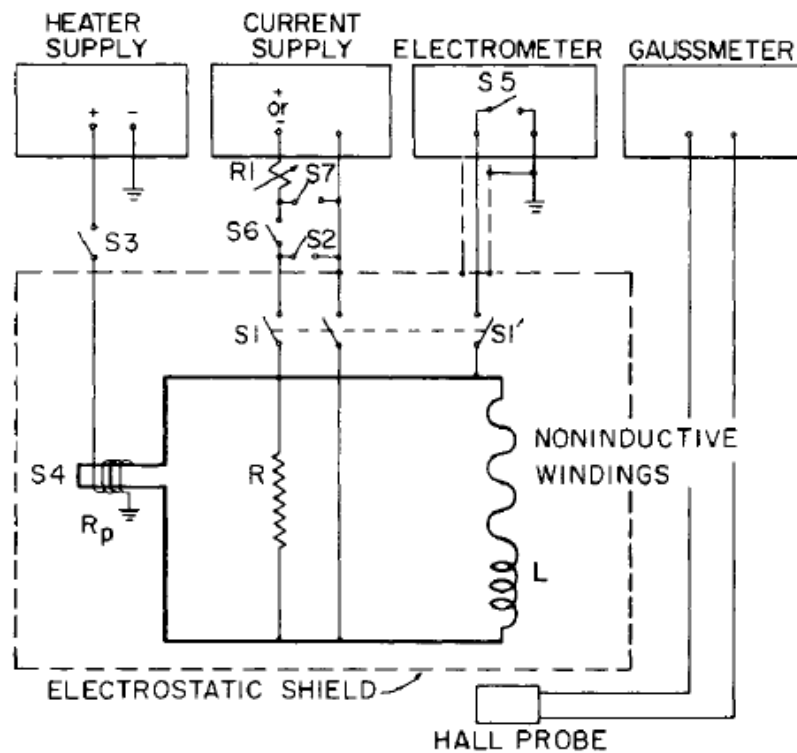 HEATER SUPPLY
CURRENT SUPPLY
ELECTROMETER
GAUSSMETER
+ -
+ or -
S5
R1
S7
S3
S6
S2
S1
S1′
S4
Rp
R
NONINDUCTIVE
WINDINGS
L
ELECTROSTATIC SHIELD
HALL PROBE